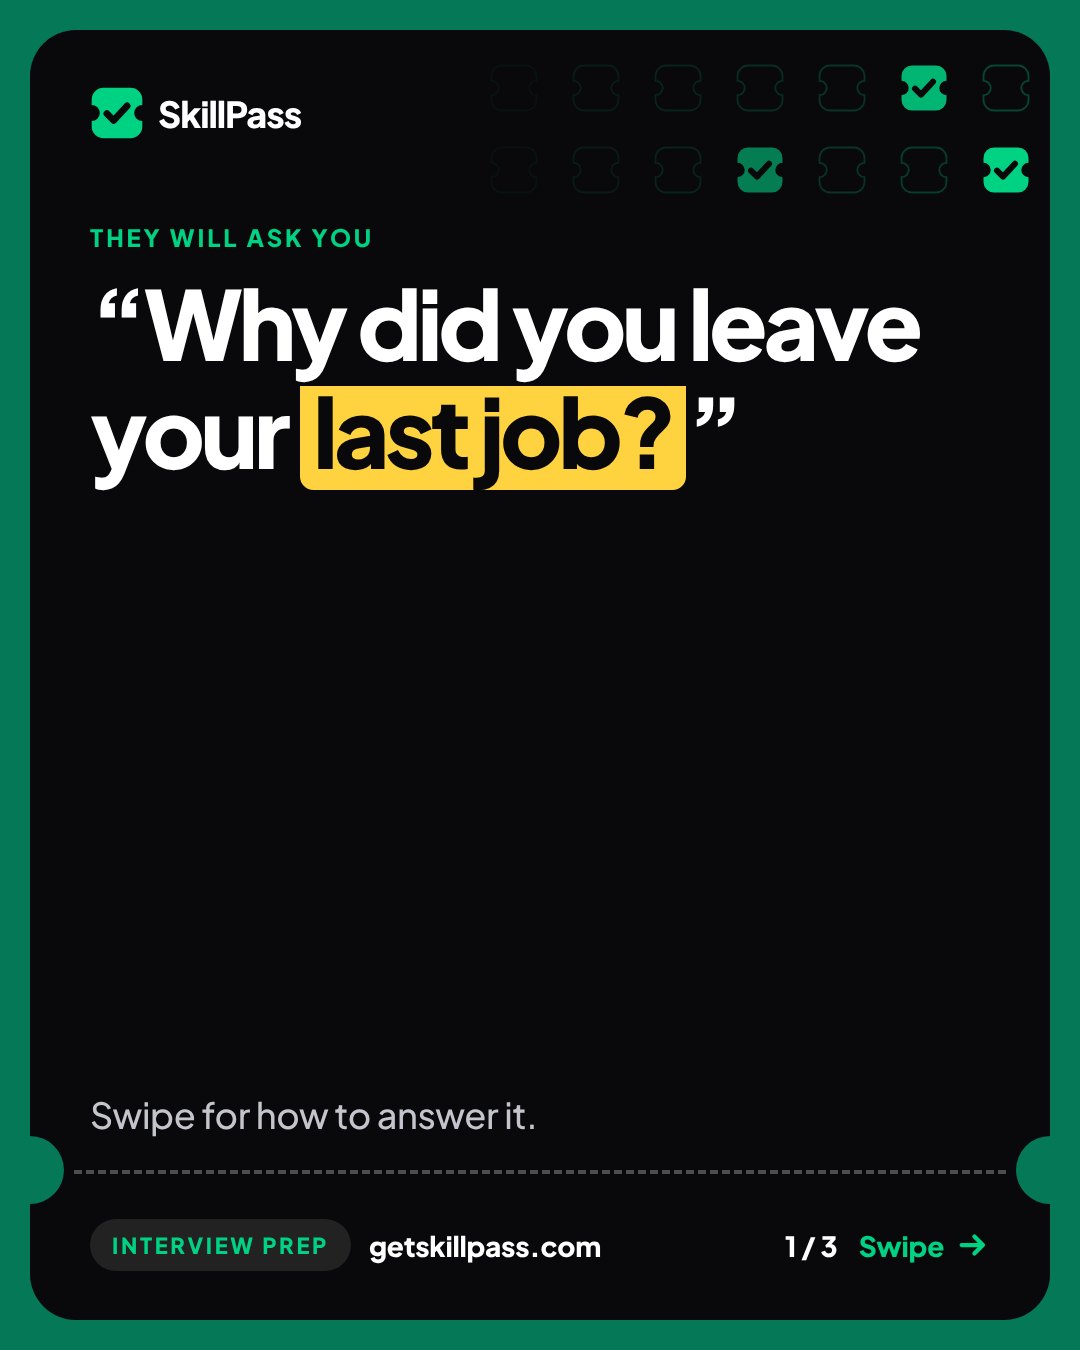 SkillPass
THEY WILL ASK YOU
“Why did you leave
your last job?”
Swipe for how to answer it.
INTERVIEW PREP getskillpass.com 1 / 3 Swipe →